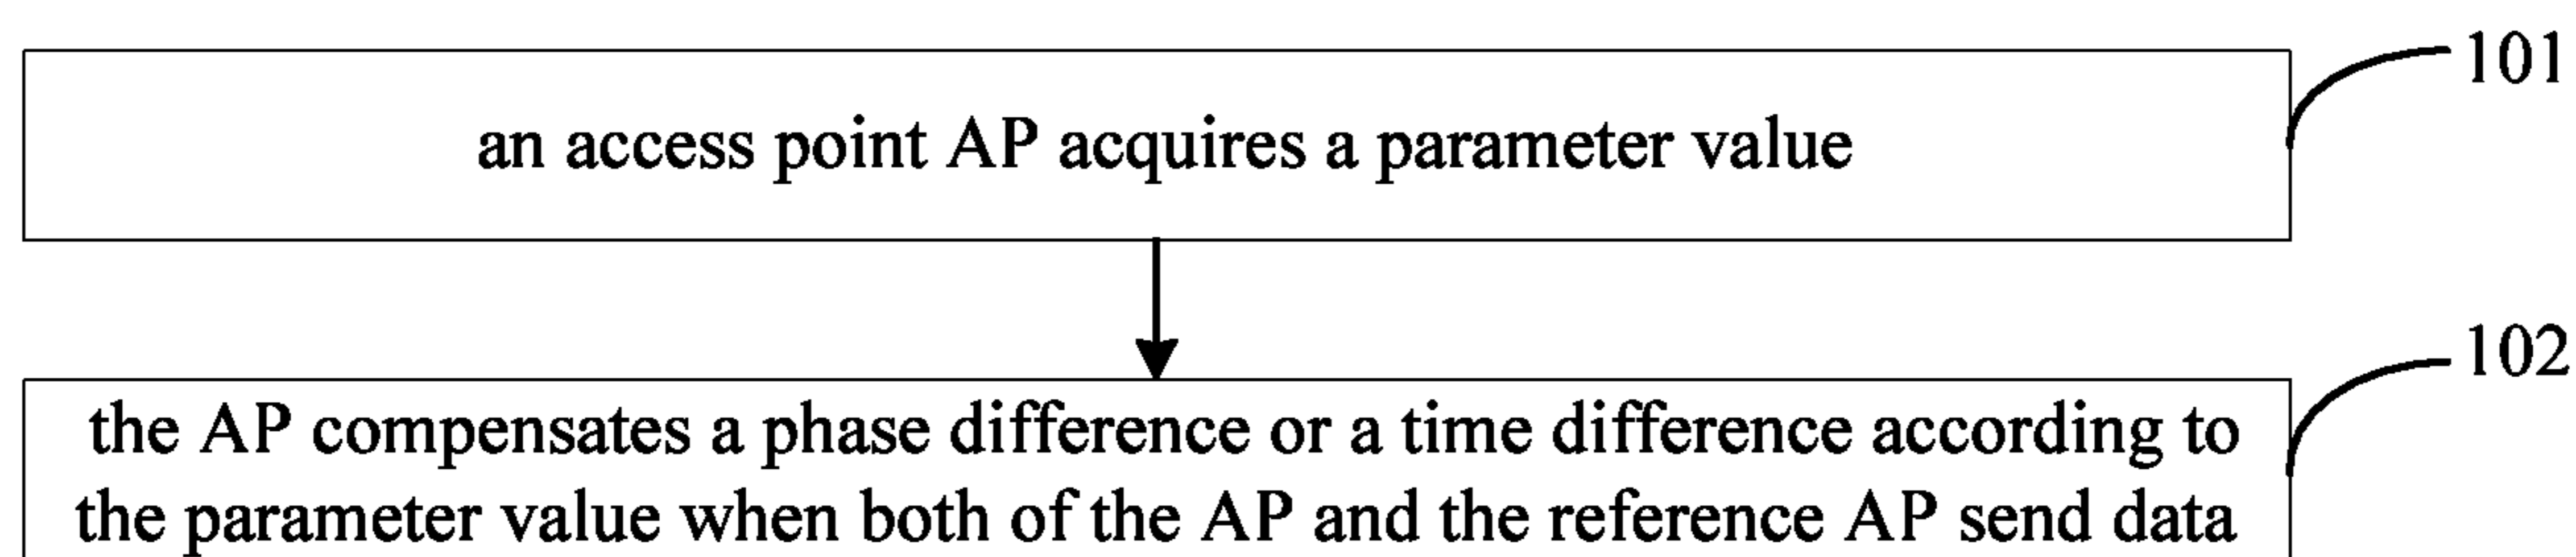 101
an access point AP acquires a parameter value
102
the AP compensates a phase difference or a time difference according to
the parameter value when both of the AP and the reference AP send data